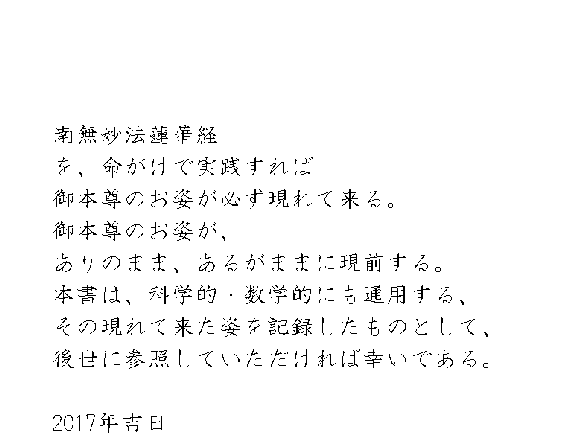 南無妙法蓮華経
を、命がけで実践すれば
御本尊のお姿が必ず現れて来る。
御本尊のお姿が、
ありのまま、あるがままに現前する。
本書は、科学的・数学的にも通用する、
その現れて来た姿を記録したものとして、
後世に参照していただければ幸いである。
2017年吉日